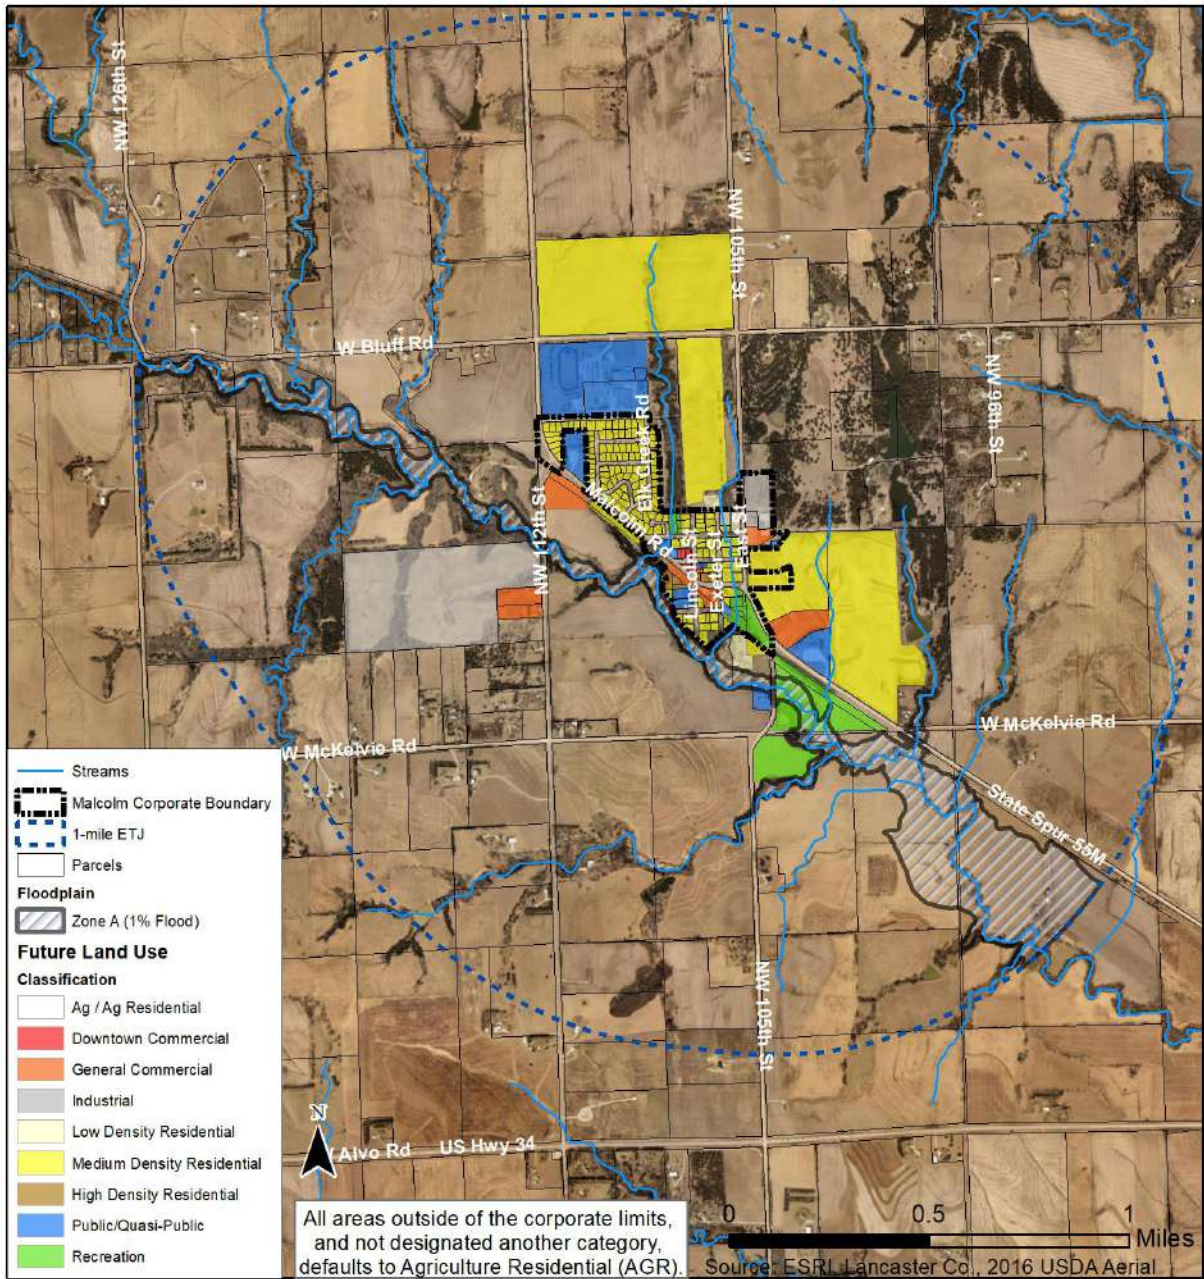 NW 126th St
NW 105th St
W Bluff Rd
NW 96th St
Elk Creek Rd
Malcolm Rd
NW 112th St
Lincoln St
Exeter St
East St
W McKelvie Rd
W McKelvie Rd
State Spur 55M
NW 105th St
Streams
Malcolm Corporate Boundary
1-mile ETJ
Parcels
Floodplain
Zone A (1% Flood)
Future Land Use
Classification
Ag / Ag Residential
Downtown Commercial
General Commercial
Industrial
Low Density Residential
Medium Density Residential
High Density Residential
Public/Quasi-Public
Recreation
N
Alvo Rd US Hwy 34
All areas outside of the corporate limits,
and not designated another category,
defaults to Agriculture Residential (AGR).
0 0.5 1
Miles
Source: ESRI, Lancaster Co., 2016 USDA Aerial